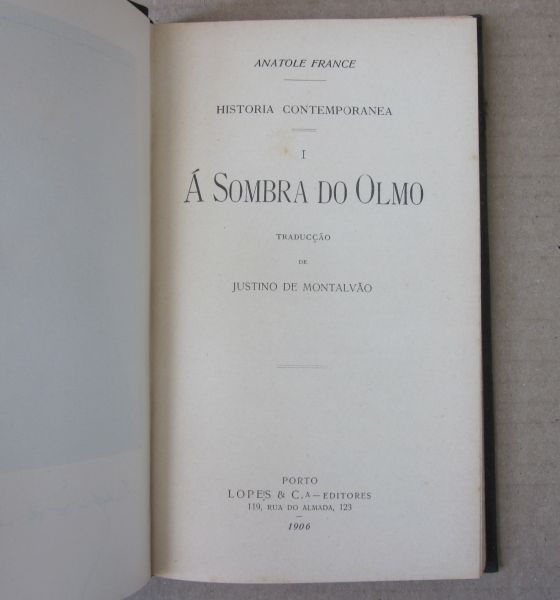 ANATOLE FRANCE
HISTORIA CONTEMPORANEA
I
Á SOMBRA DO OLMO
TRADUCÇÃO
DE
JUSTINO DE MONTALVÃO
PORTO
LOPES & C.ᴬ — EDITORES
119, RUA DO ALMADA, 123
1906